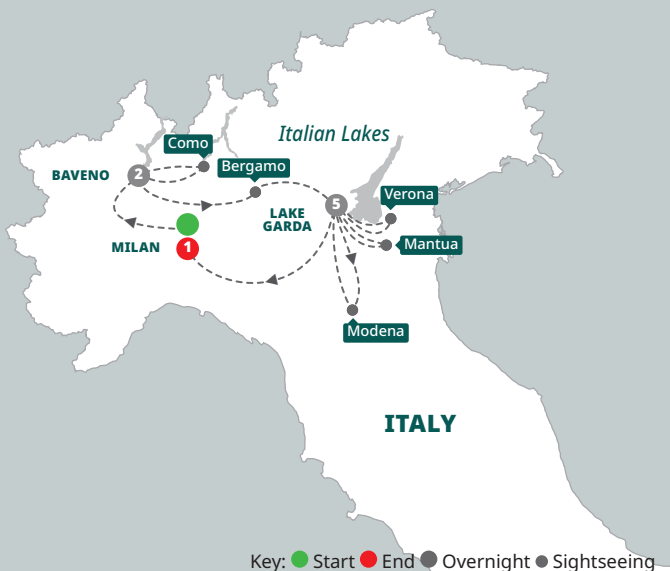 Italian Lakes
Como
Bergamo
BAVENO
2
Verona
5
LAKE
GARDA
Mantua
MILAN
1
Modena
ITALY
Key: Start End Overnight Sightseeing